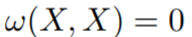 ω(X, X) = 0